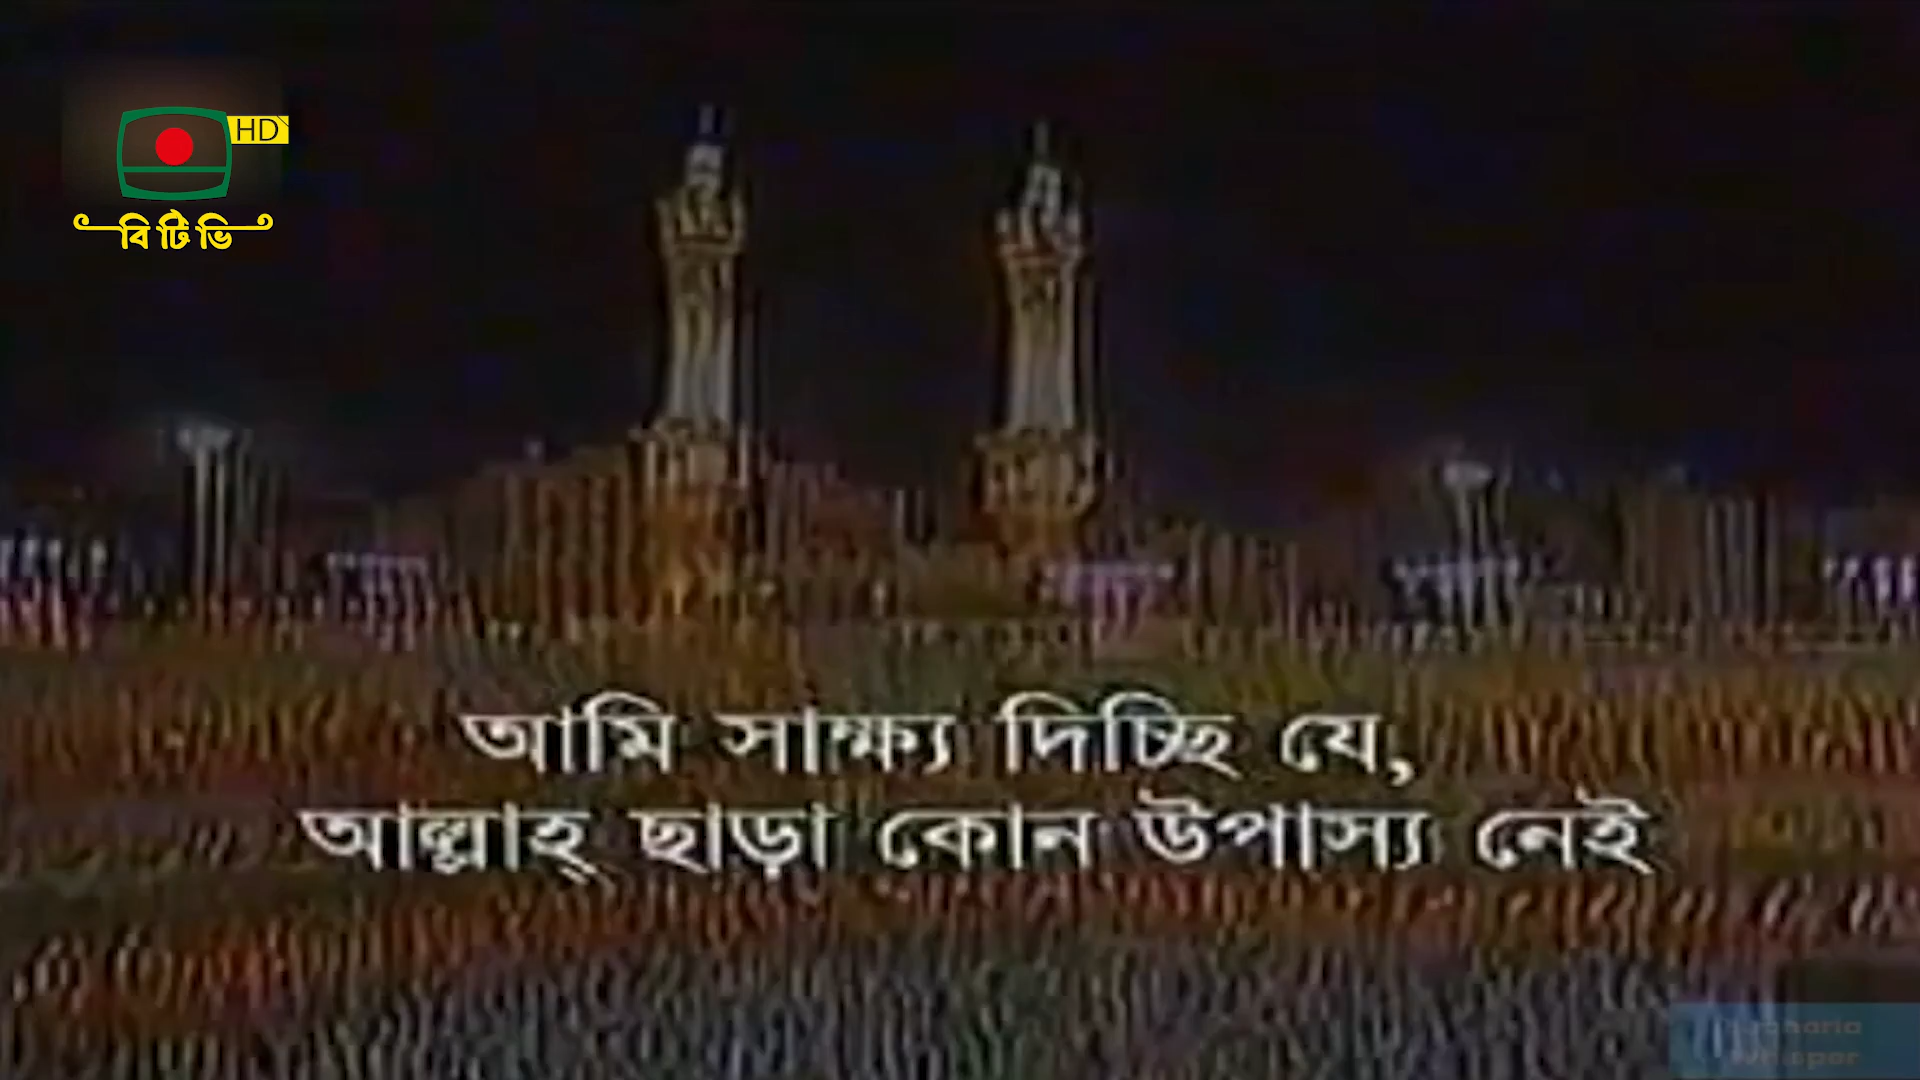 HD
বিটিভি
আমি সাক্ষ্য দিচ্ছি যে,
আল্লাহ্ ছাড়া কোন উপাস্য নেই